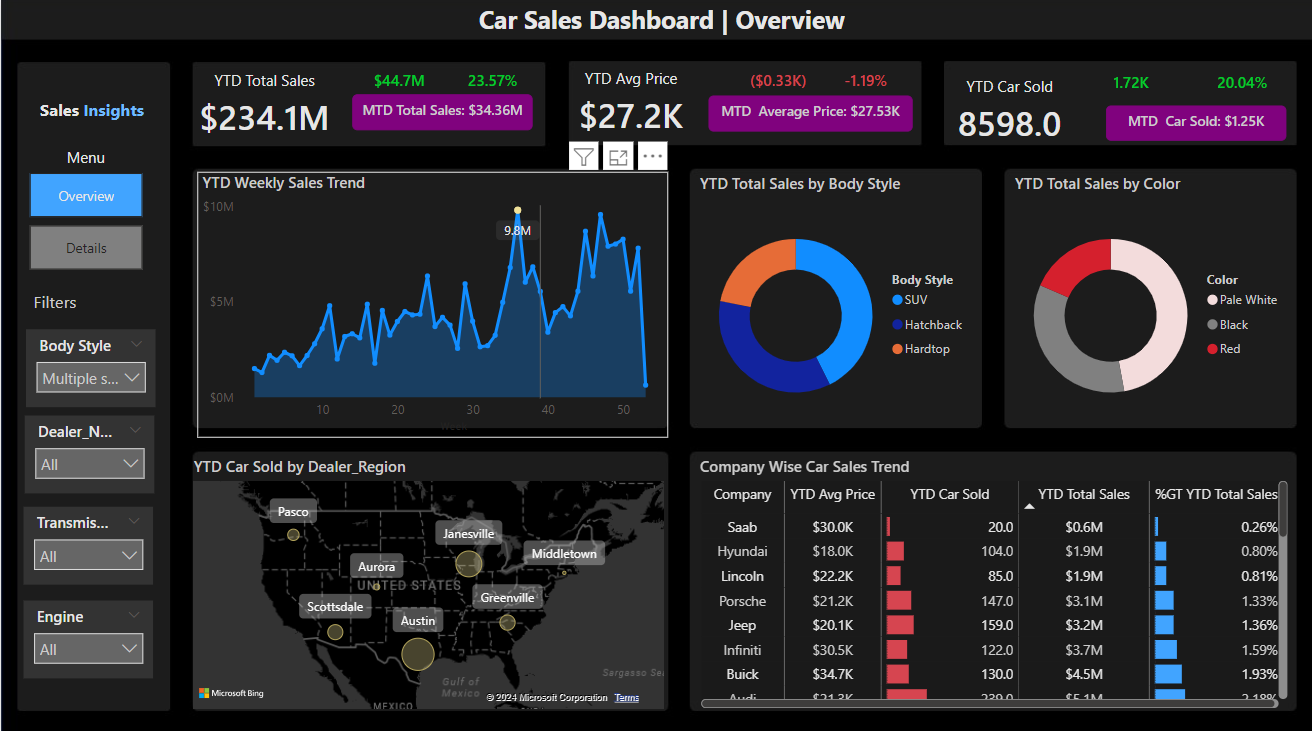 Car Sales Dashboard | Overview
Sales Insights
Menu
Overview
Details
Filters
Body Style
Multiple s...
Dealer_N...
All
Transmis...
All
Engine
All
YTD Total Sales
$44.7M
23.57%
$234.1M
MTD Total Sales: $34.36M
YTD Avg Price
($0.33K)
-1.19%
$27.2K
MTD Average Price: $27.53K
YTD Car Sold
1.72K
20.04%
8598.0
MTD Car Sold: $1.25K
YTD Weekly Sales Trend
$10M
$5M
$0M
9.8M
10 20 30 40 50
Week
YTD Total Sales by Body Style
Body Style
SUV
Hatchback
Hardtop
YTD Total Sales by Color
Color
Pale White
Black
Red
YTD Car Sold by Dealer_Region
Pasco
Janesville
Middletown
Aurora
UNITED STATES
Greenville
Scottsdale
Austin
Sargasso Se
Gulf of
Mexico
MEXICO
Microsoft Bing
© 2024 Microsoft Corporation Terms
Company Wise Car Sales Trend
Company YTD Avg Price YTD Car Sold YTD Total Sales %GT YTD Total Sales
Saab $30.0K 20.0 $0.6M 0.26%
Hyundai $18.0K 104.0 $1.9M 0.80%
Lincoln $22.2K 85.0 $1.9M 0.81%
Porsche $21.2K 147.0 $3.1M 1.33%
Jeep $20.1K 159.0 $3.2M 1.36%
Infiniti $30.5K 122.0 $3.7M 1.59%
Buick $34.7K 130.0 $4.5M 1.93%
Audi $21.3K 239.0 $5.1M 2.18%